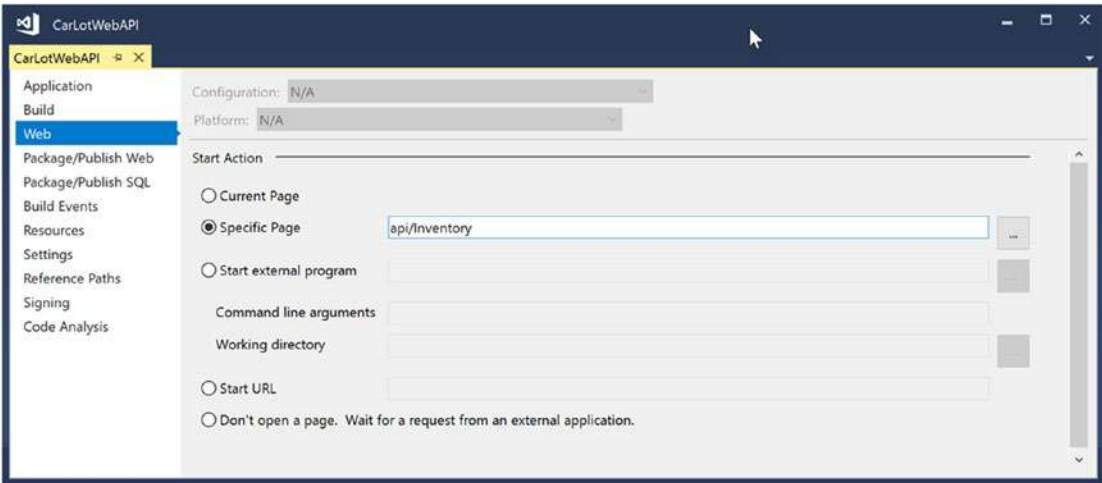 CarLotWebAPI
CarLotWebAPI
Application
Build
Web
Package/Publish Web
Package/Publish SQL
Build Events
Resources
Settings
Reference Paths
Signing
Code Analysis
Configuration: N/A
Platform: N/A
Start Action
Current Page
Specific Page api/Inventory ...
Start external program
Command line arguments
Working directory
Start URL
Don't open a page. Wait for a request from an external application.